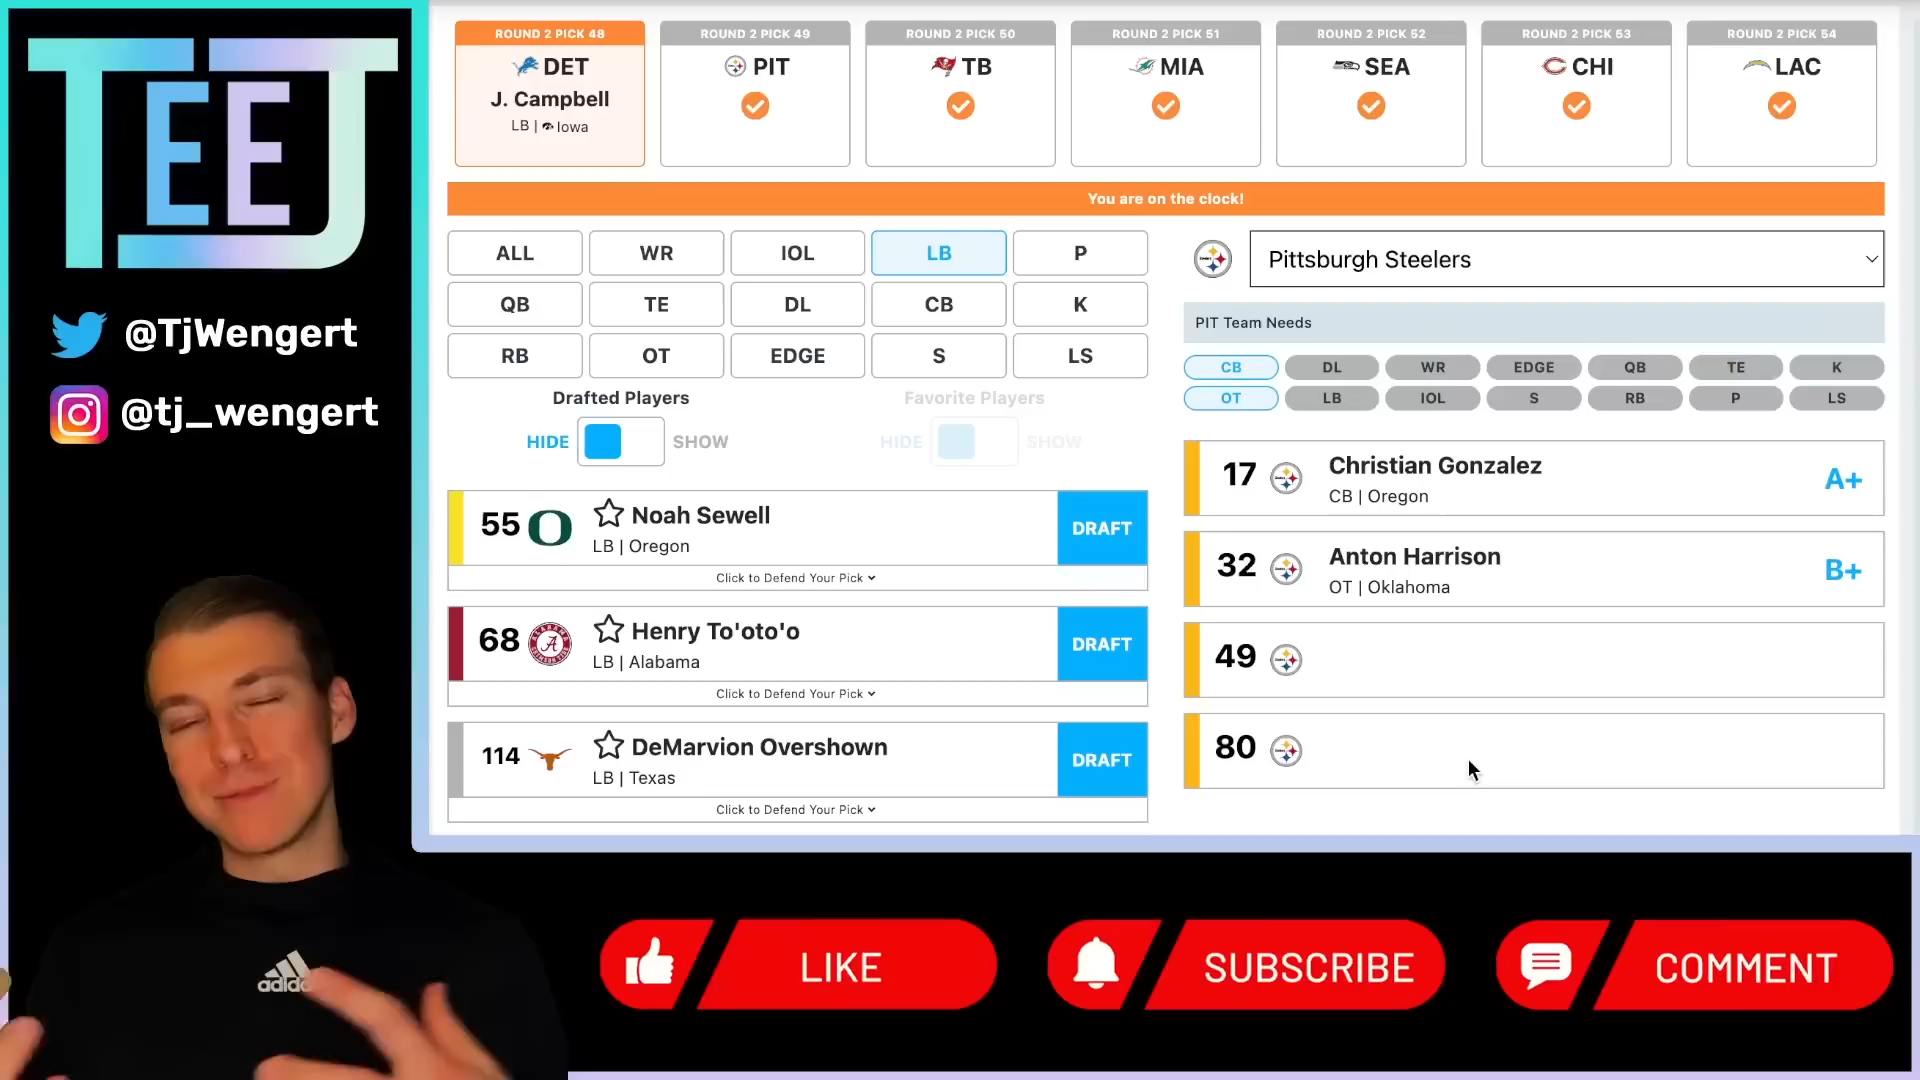 TEEJ
@TjWengert
@tj_wengert
adidas
ROUND 2 PICK 48
DET
J. Campbell
LB | Iowa
ROUND 2 PICK 49
PIT
ROUND 2 PICK 50
TB
ROUND 2 PICK 51
MIA
ROUND 2 PICK 52
SEA
ROUND 2 PICK 53
CHI
ROUND 2 PICK 54
LAC
You are on the clock!
ALL WR IOL LB P
QB TE DL CB K
RB OT EDGE S LS
Drafted Players
HIDE SHOW
Favorite Players
HIDE SHOW
55 Noah Sewell
LB | Oregon
DRAFT
Click to Defend Your Pick
68 Henry To'oto'o
LB | Alabama
DRAFT
Click to Defend Your Pick
114 DeMarvion Overshown
LB | Texas
DRAFT
Click to Defend Your Pick
Pittsburgh Steelers
PIT Team Needs
CB DL WR EDGE QB TE K
OT LB IOL S RB P LS
17 Christian Gonzalez
CB | Oregon
A+
32 Anton Harrison
OT | Oklahoma
B+
49
80
LIKE
SUBSCRIBE
COMMENT